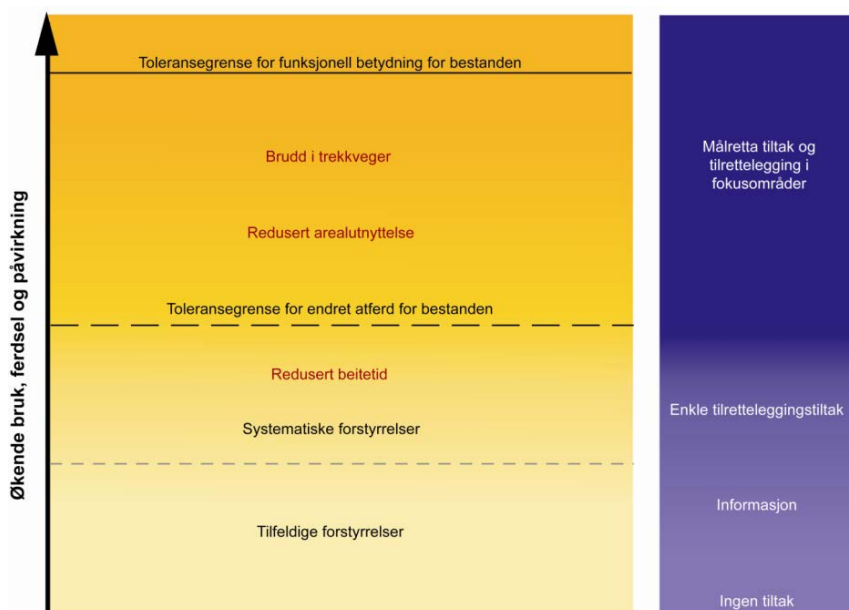 Økende bruk, ferdsel og påvirkning
Toleransegrense for funksjonell betydning for bestanden
Brudd i trekkveger
Redusert arealutnyttelse
Toleransegrense for endret atferd for bestanden
Redusert beitetid
Systematiske forstyrrelser
Tilfeldige forstyrrelser
Målretta tiltak og
tilrettelegging i
fokusområder
Enkle tilretteleggingstiltak
Informasjon
Ingen tiltak